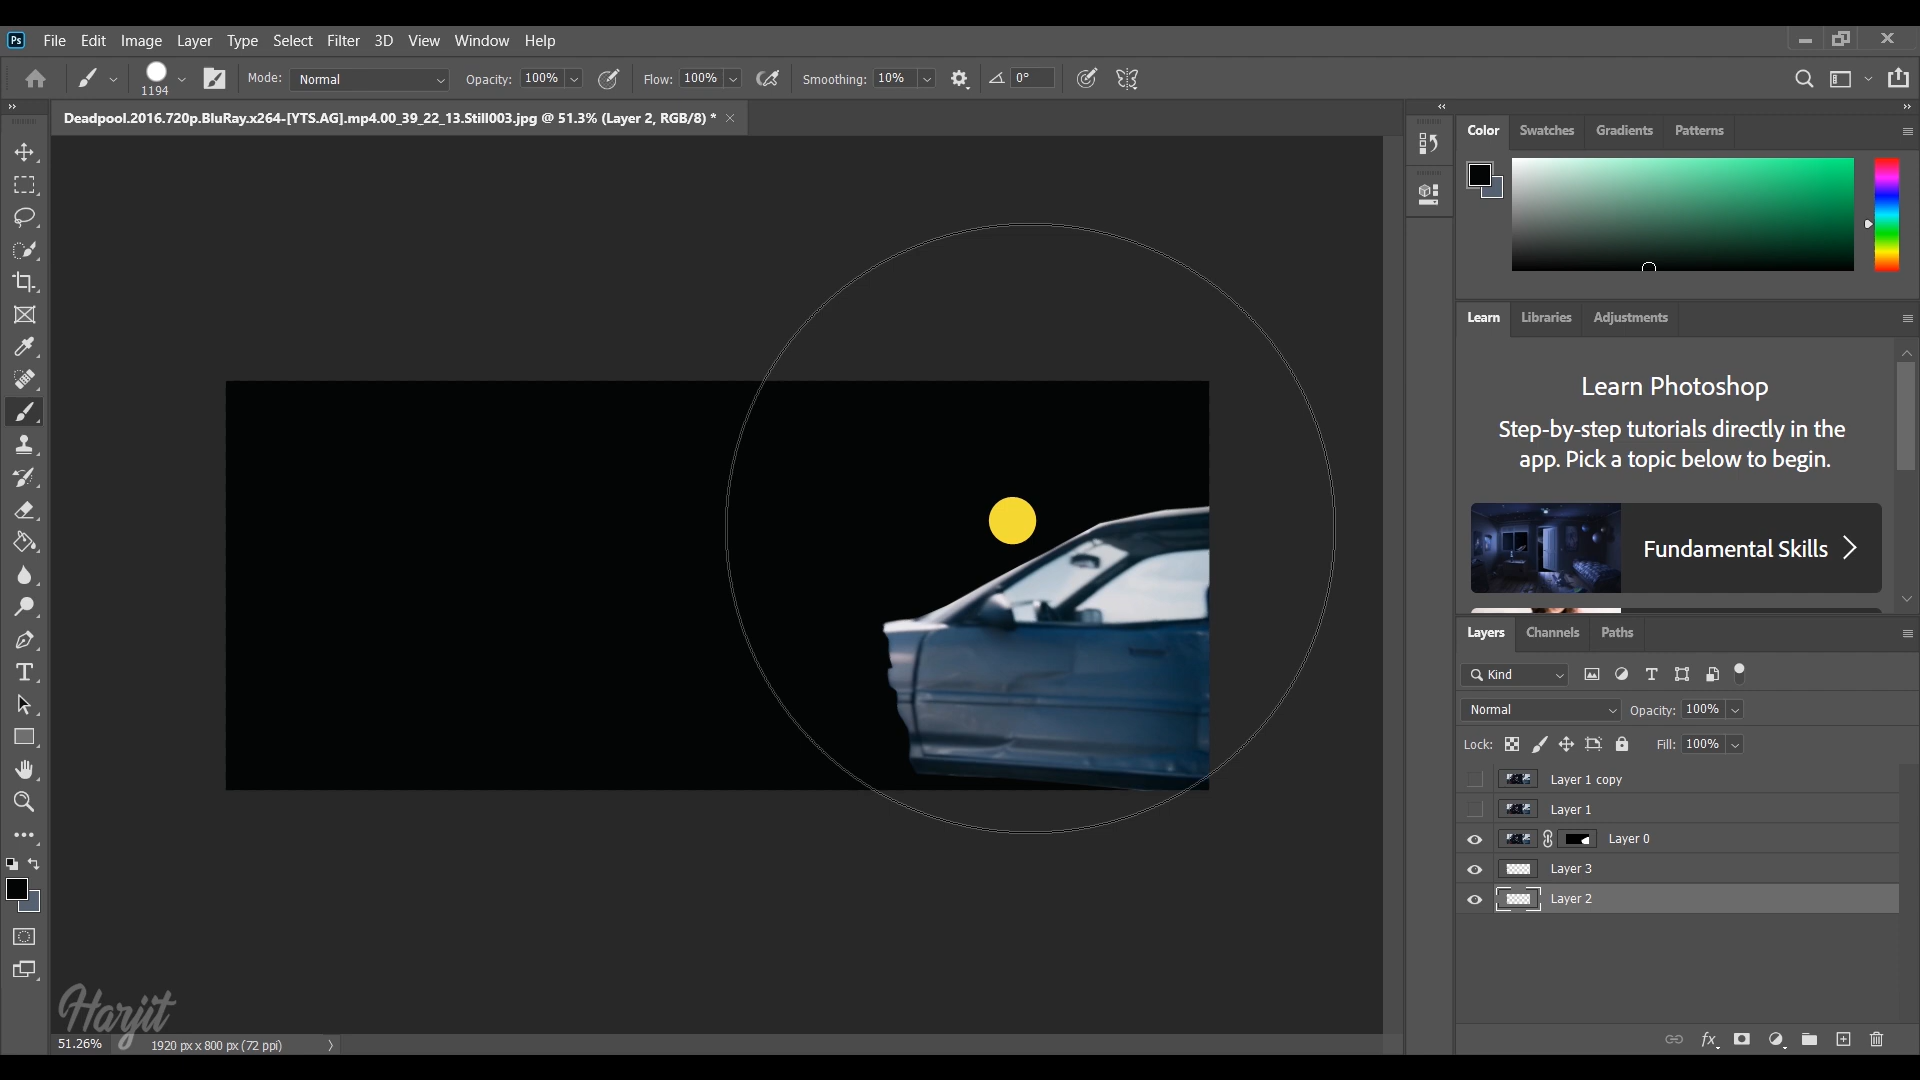 Ps File Edit Image Layer Type Select Filter 3D View Window Help
1194 Mode: Normal Opacity: 100% Flow: 100% Smoothing: 10% 0°
Deadpool.2016.720p.BluRay.x264-[YTS.AG].mp4.00_39_22_13.Still003.jpg @ 51.3% (Layer 2, RGB/8) *
Color Swatches Gradients Patterns
Learn Libraries Adjustments
Learn Photoshop
Step-by-step tutorials directly in the
app. Pick a topic below to begin.
Fundamental Skills
Layers Channels Paths
Kind
Normal Opacity: 100%
Lock: Fill: 100%
Layer 1 copy
Layer 1
Layer 0
Layer 3
Layer 2
fx
Harjit
51.26% 1920 px x 800 px (72 ppi)